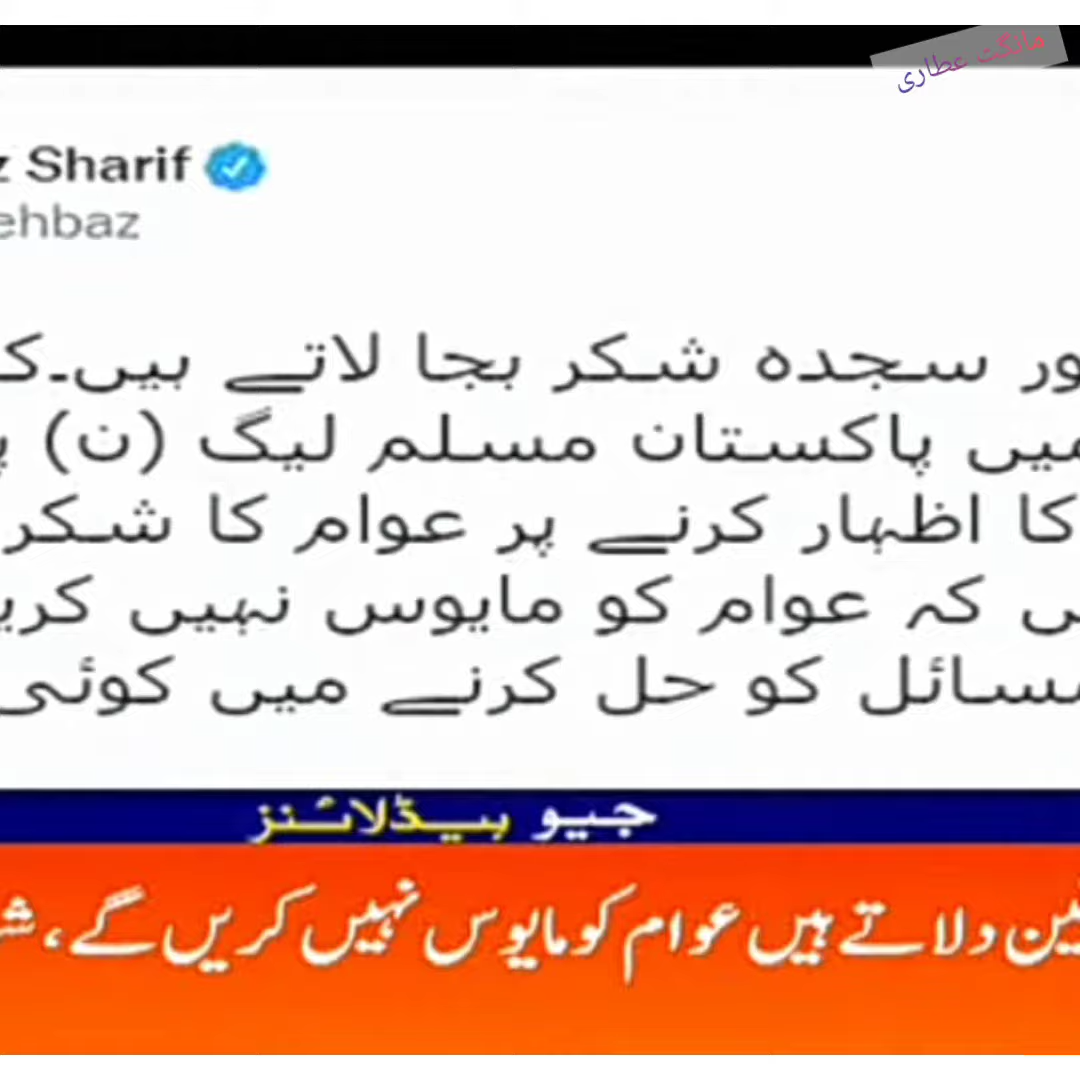 مانگت عطاری
z Sharif
ehbaz
ور سجدہ شکر بجا لاتے ہیں۔ک
میں پاکستان مسلم لیگ (ن) پ
کا اظہار کرنے پر عوام کا شکر
ں کہ عوام کو مایوس نہیں کری
مسائل کو حل کرنے میں کوئی
جیو ہیڈلائنز
یقین دلاتے ہیں عوام کو مایوس نہیں کریں گے، ش